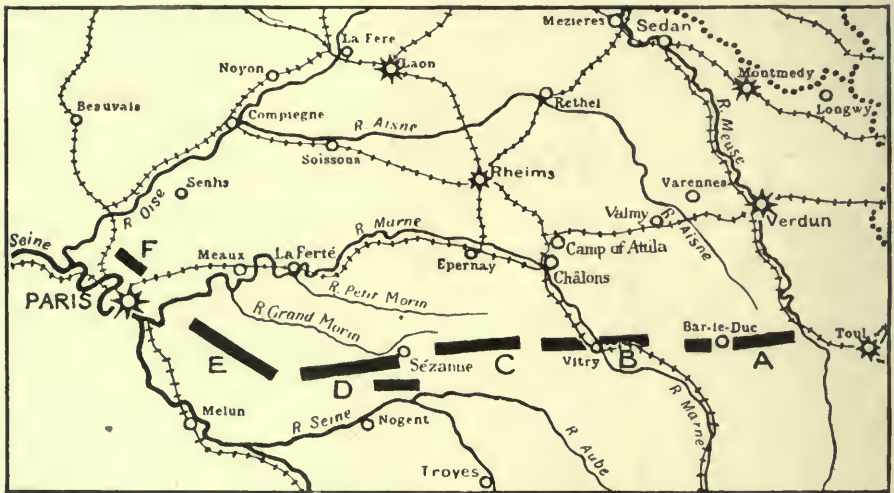 MEZIERES
Sedan
La Fere
Laon
Noyon
Montmedy
Longwy
Beauvais
Compiegne
R Aisne
Rethel
R. Meuse
Soissons
Rheims
Senhs
R Oise
Varennes
Valmy
Verdun
R Aisne
Seine
F
R Marne
Camp of Attula
Meaux
La Ferté
Epernay
Châlons
PARIS
R. Petit Morin
R. Grand Morin
Bar-le-Duc
Toul
E
D
Sézanne
C
Vitry
B
A
R Marne
Melun
R Seine
Nogent
R Aube
Troyes